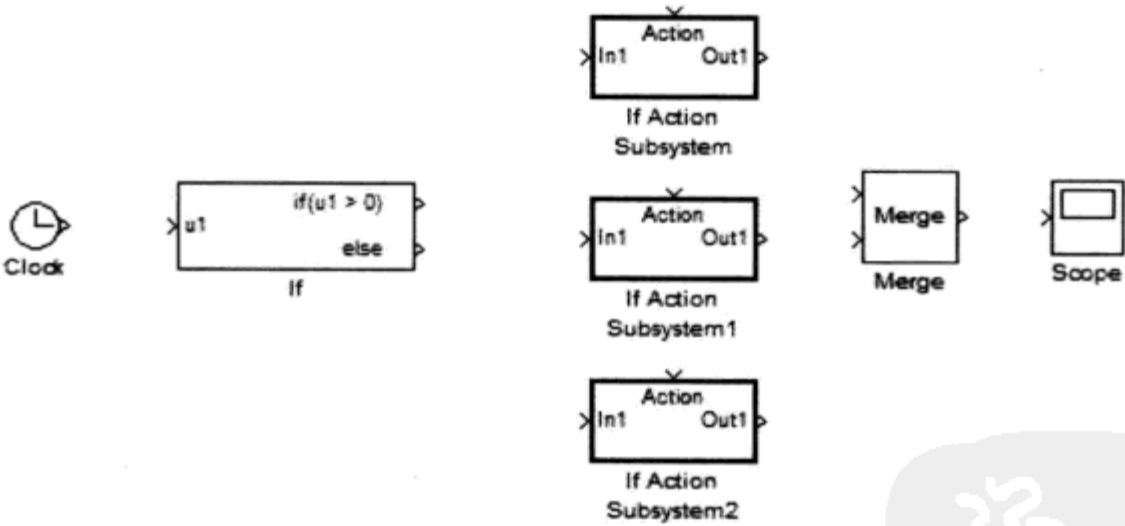 Action
In1 Out1
If Action
Subsystem
if(u1 > 0)
u1
else
If
Clock
Action
In1 Out1
If Action
Subsystem1
Merge
Merge
Scope
Action
In1 Out1
If Action
Subsystem2